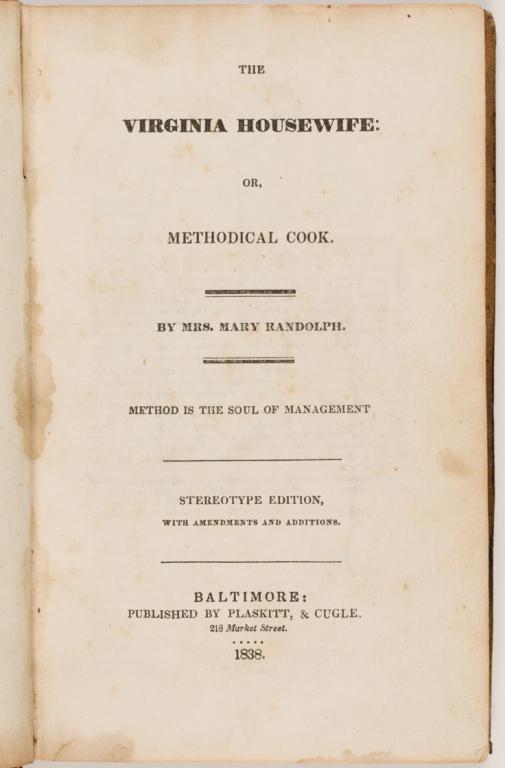 THE
VIRGINIA HOUSEWIFE:
OR,
METHODICAL COOK.
BY MRS. MARY RANDOLPH.
METHOD IS THE SOUL OF MANAGEMENT
STEREOTYPE EDITION,
WITH AMENDMENTS AND ADDITIONS.
BALTIMORE:
PUBLISHED BY PLASKITT, & CUGLE.
218 Market Street.
.....
1838.